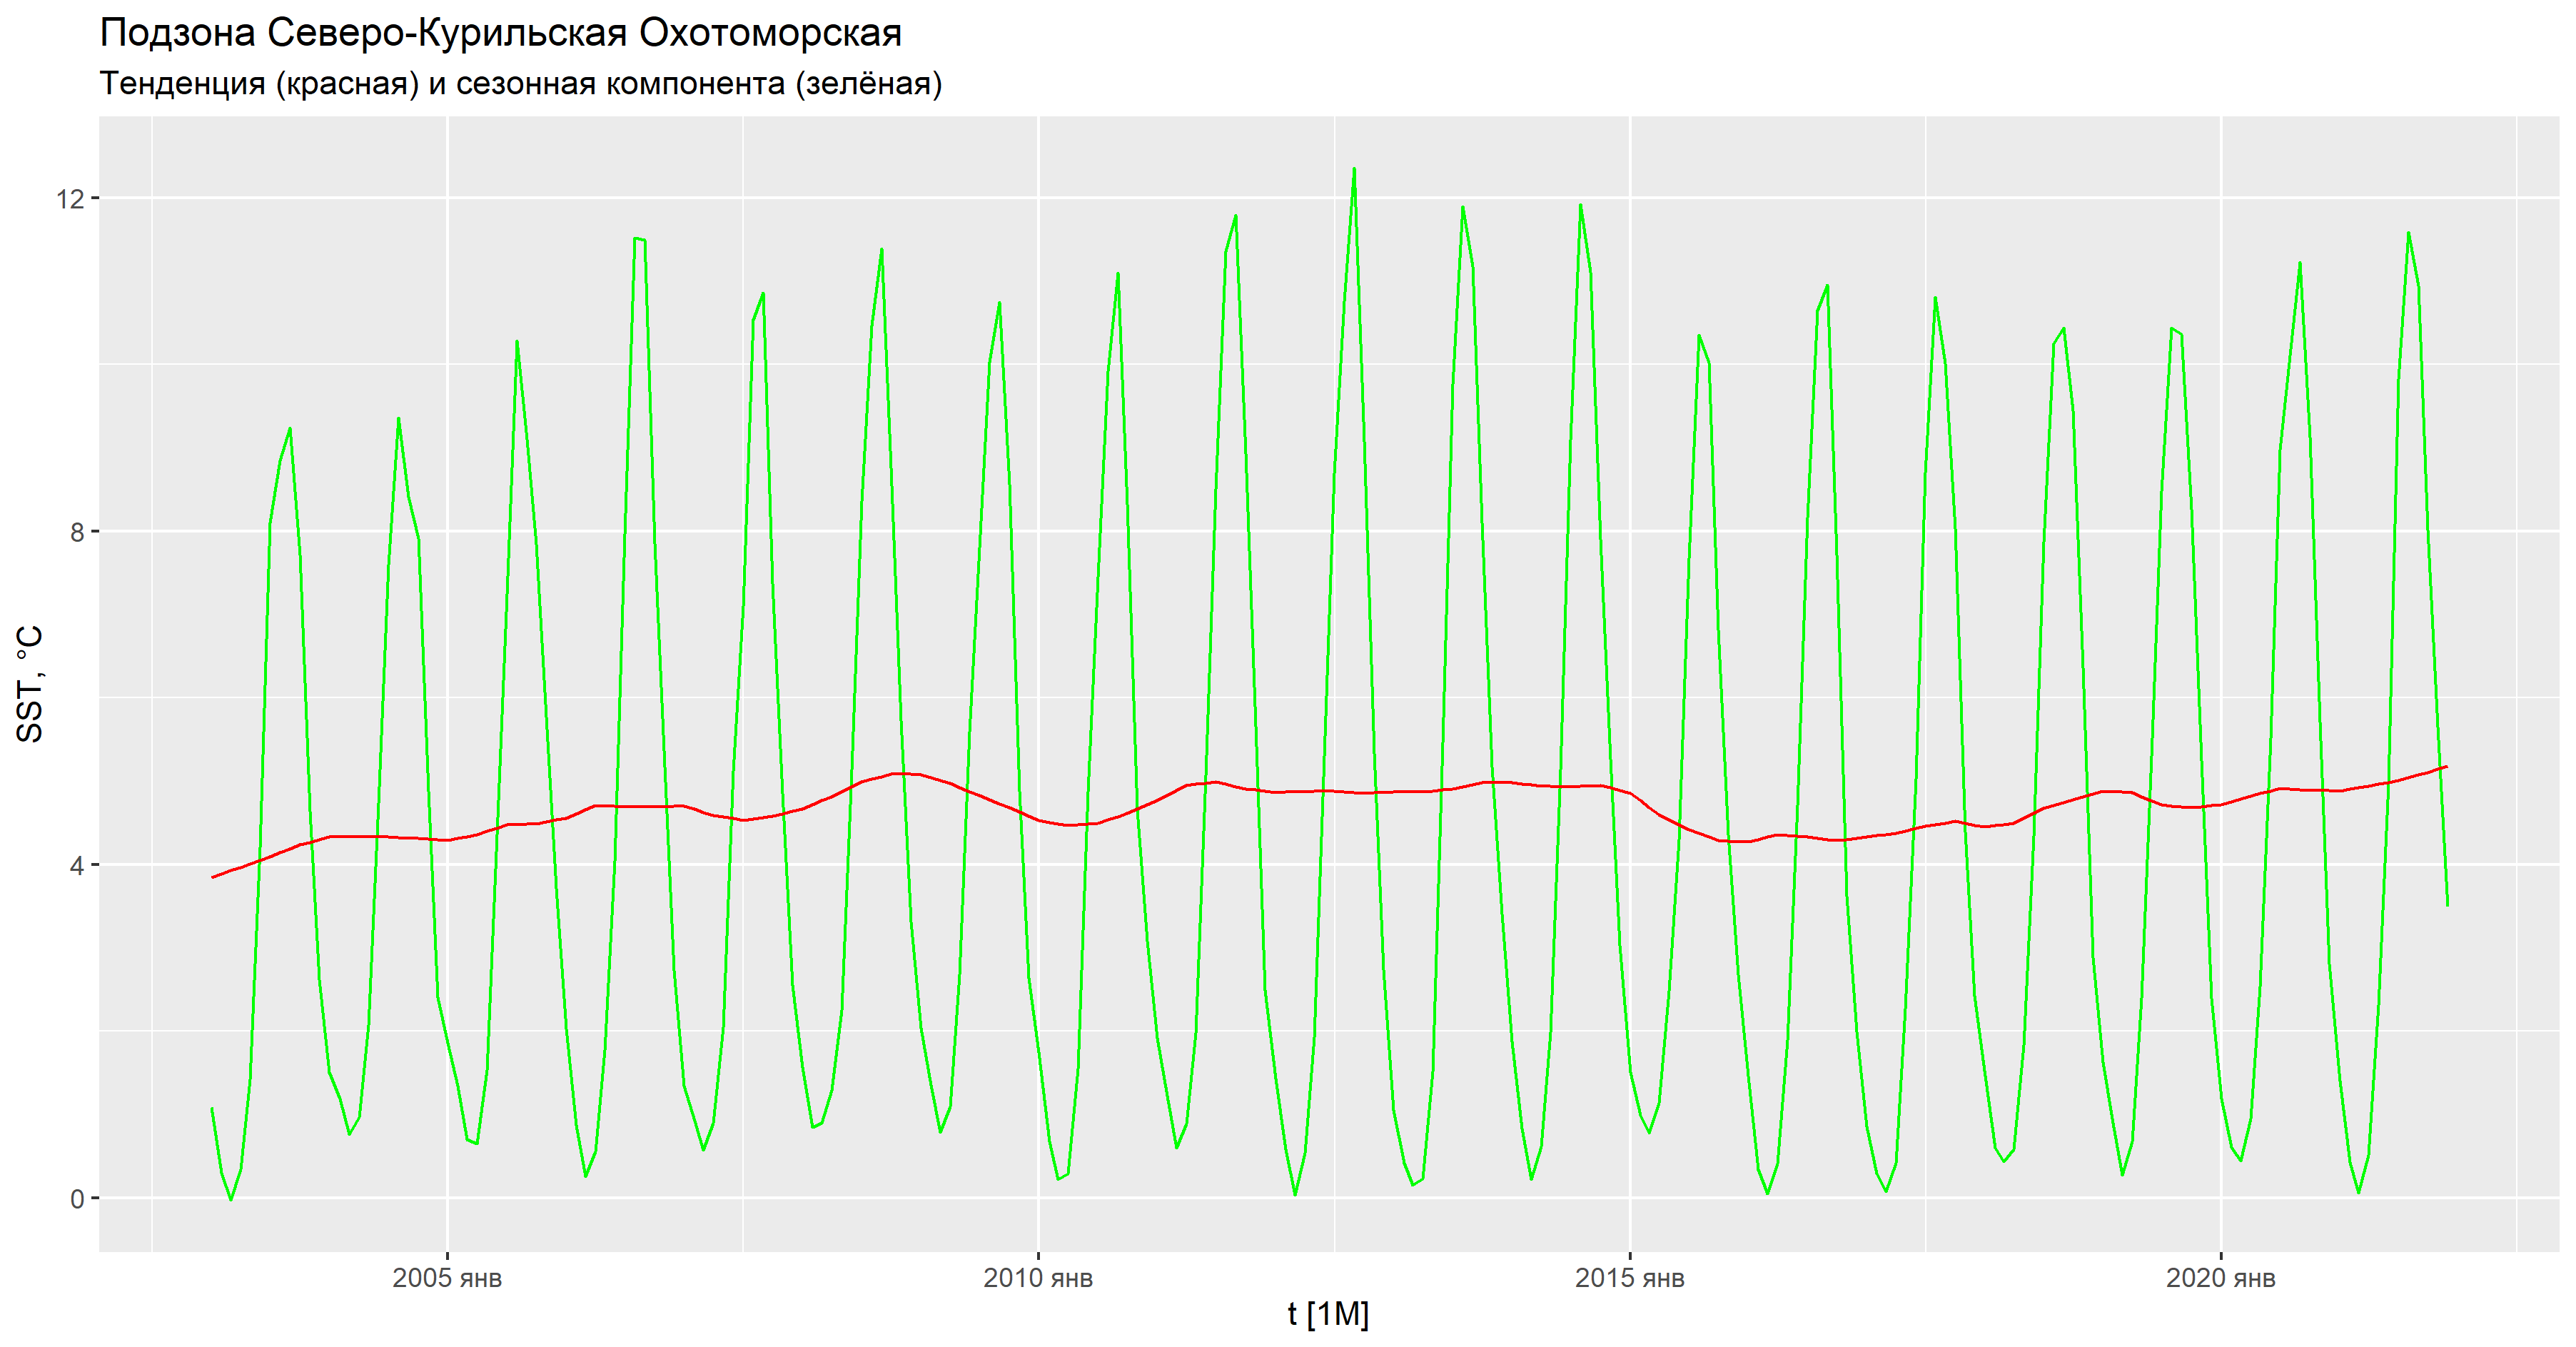 Подзона Северо-Курильская Охотоморская
Тенденция (красная) и сезонная компонента (зелёная)
12
8
4
0
SST, °C
2005 янв
2010 янв
2015 янв
2020 янв
t [1M]